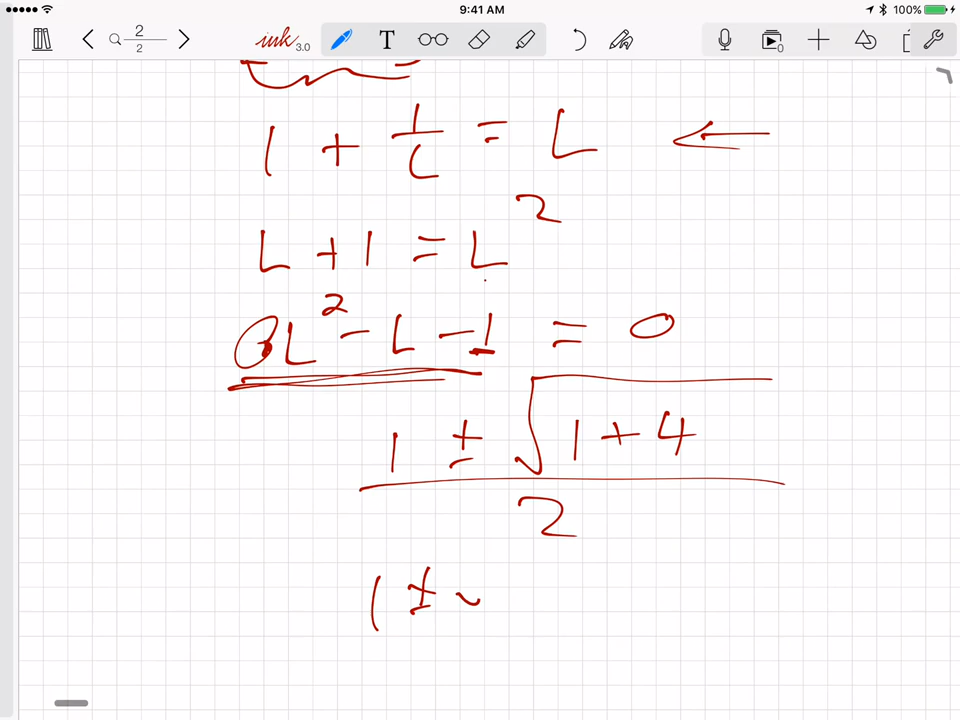 9:41 AM
100%
2
2
ink 3.0
T
0
1 + 1/L = L ←
L + 1 = L²
L² - L - 1 = 0
1 ± √(1 + 4)
2
1 ±